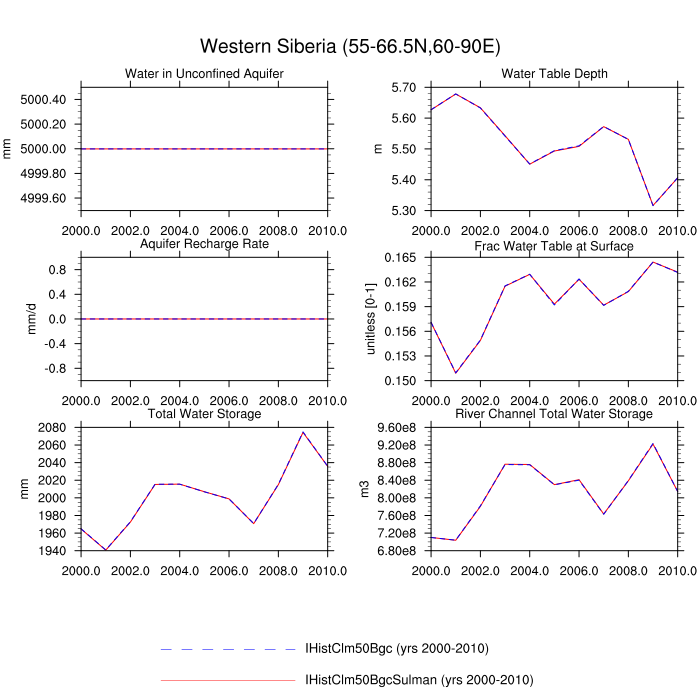 Western Siberia (55-66.5N,60-90E)
Water in Unconfined Aquifer
5000.40
5000.20
5000.00
4999.80
4999.60
mm
2000.0 2002.0 2004.0 2006.0 2008.0 2010.0
Water Table Depth
5.70
5.60
5.50
5.40
5.30
m
2000.0 2002.0 2004.0 2006.0 2008.0 2010.0
Aquifer Recharge Rate
0.8
0.4
0.0
-0.4
-0.8
mm/d
2000.0 2002.0 2004.0 2006.0 2008.0 2010.0
Frac Water Table at Surface
0.165
0.162
0.159
0.156
0.153
0.150
unitless [0-1]
2000.0 2002.0 2004.0 2006.0 2008.0 2010.0
Total Water Storage
2080
2060
2040
2020
2000
1980
1960
1940
mm
2000.0 2002.0 2004.0 2006.0 2008.0 2010.0
River Channel Total Water Storage
9.60e8
9.20e8
8.80e8
8.40e8
8.00e8
7.60e8
7.20e8
6.80e8
m3
2000.0 2002.0 2004.0 2006.0 2008.0 2010.0
IHistClm50Bgc (yrs 2000-2010)
IHistClm50BgcSulman (yrs 2000-2010)